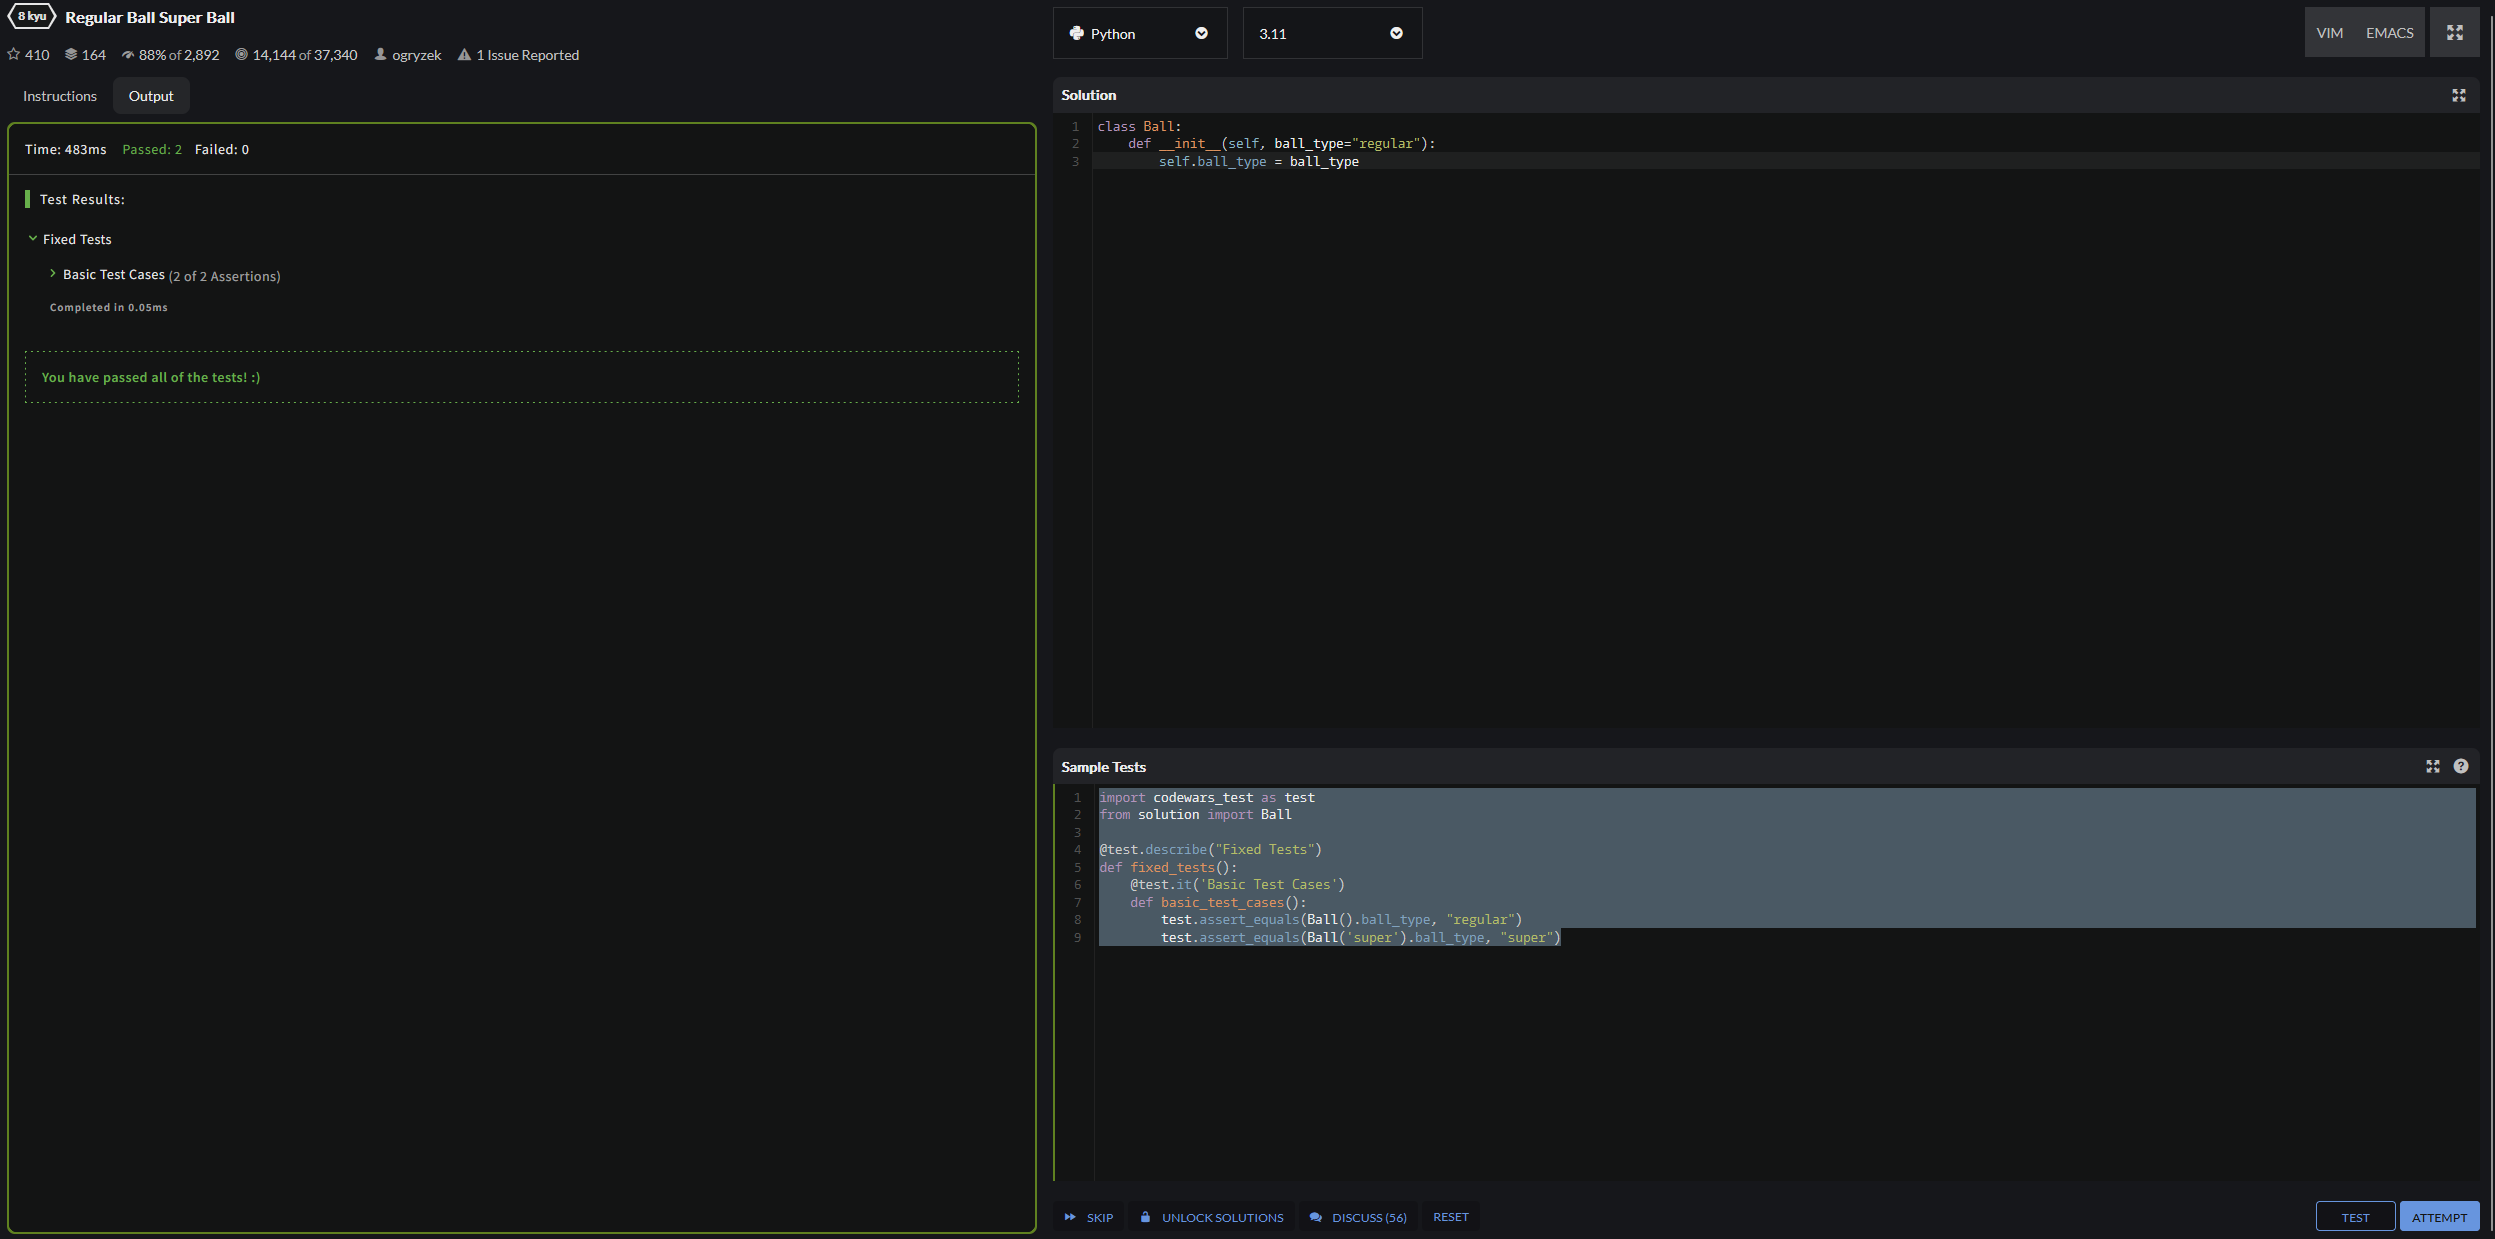 8 kyu Regular Ball Super Ball
410 164 88% of 2,892 14,144 of 37,340 ogryzek 1 Issue Reported
Instructions Output
Time: 483ms Passed: 2 Failed: 0
Test Results:
Fixed Tests
Basic Test Cases (2 of 2 Assertions)
Completed in 0.05ms
You have passed all of the tests! :)
Python 3.11 VIM EMACS
Solution
1 class Ball:
2     def __init__(self, ball_type="regular"):
3         self.ball_type = ball_type
Sample Tests
1 import codewars_test as test
2 from solution import Ball
3
4 @test.describe("Fixed Tests")
5 def fixed_tests():
6     @test.it('Basic Test Cases')
7     def basic_test_cases():
8         test.assert_equals(Ball().ball_type, "regular")
9         test.assert_equals(Ball('super').ball_type, "super")
SKIP UNLOCK SOLUTIONS DISCUSS (56) RESET TEST ATTEMPT